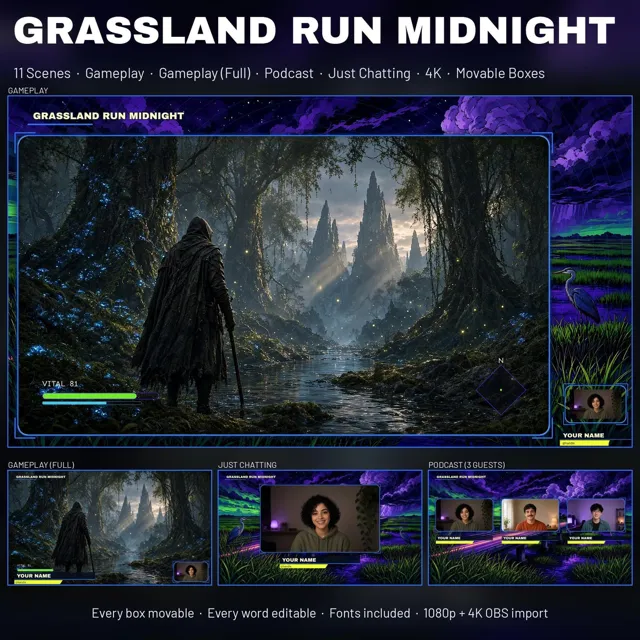 GRASSLAND RUN MIDNIGHT
11 Scenes · Gameplay · Gameplay (Full) · Podcast · Just Chatting · 4K · Movable Boxes
GAMEPLAY
GRASSLAND RUN MIDNIGHT
VITAL 81
N
YOUR NAME
GAMEPLAY (FULL)
JUST CHATTING
PODCAST (3 GUESTS)
GRASSLAND RUN MIDNIGHT
GRASSLAND RUN MIDNIGHT
GRASSLAND RUN MIDNIGHT
YOUR NAME
YOUR NAME
YOUR NAME
YOUR NAME
YOUR NAME
Every box movable · Every word editable · Fonts included · 1080p + 4K OBS import